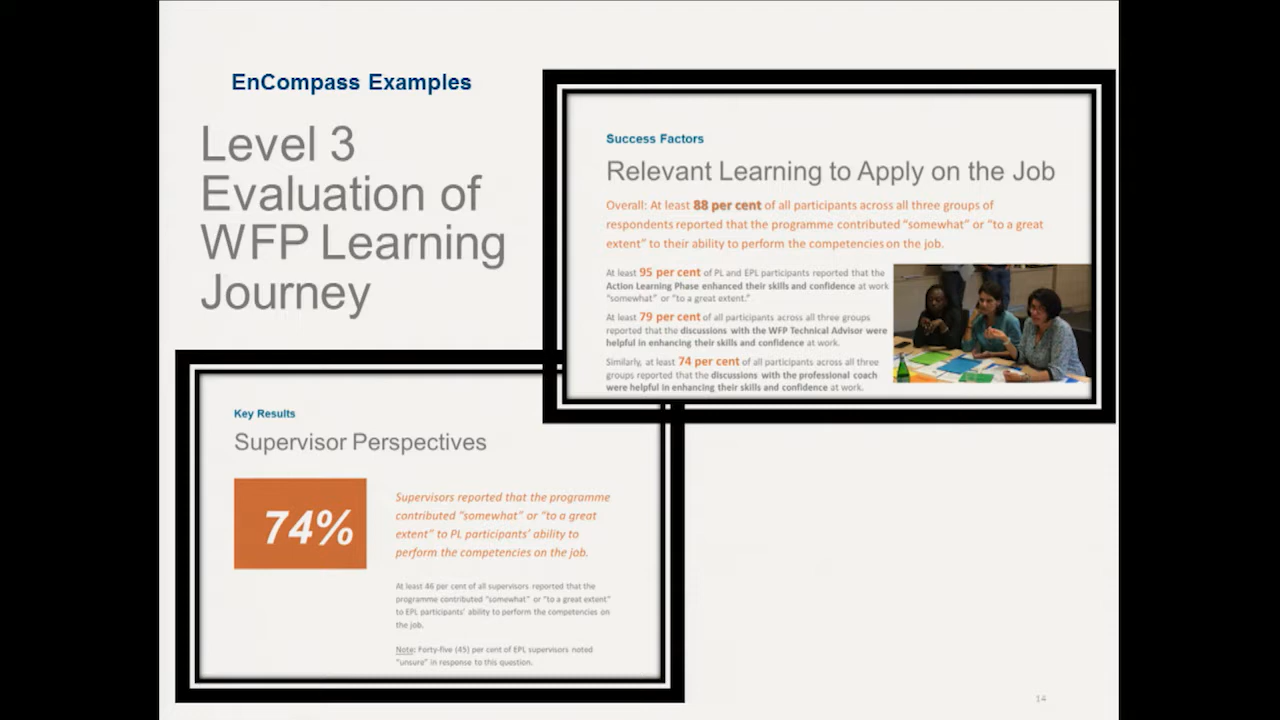 EnCompass Examples
Level 3
Evaluation of
WFP Learning
Journey
Success Factors
Relevant Learning to Apply on the Job
Overall: At least 88 per cent of all participants across all three groups of
respondents reported that the programme contributed “somewhat” or “to a great
extent” to their ability to perform the competencies on the job.
At least 95 per cent of PL and EPL participants reported that the
Action Learning Phase enhanced their skills and confidence at work
“somewhat” or “to a great extent.”
At least 79 per cent of all participants across all three groups
reported that the discussions with the WFP Technical Advisor were
helpful in enhancing their skills and confidence at work.
Similarly, at least 74 per cent of all participants across all three
groups reported that the discussions with the professional coach
were helpful in enhancing their skills and confidence at work.
Key Results
Supervisor Perspectives
74%
Supervisors reported that the programme
contributed “somewhat” or “to a great
extent” to PL participants’ ability to
perform the competencies on the job.
At least 46 per cent of all supervisors reported that the
programme contributed “somewhat” or “to a great extent”
to EPL participants’ ability to perform the competencies on
the job.
Note: Forty-five (45) per cent of EPL supervisors noted
“unsure” in response to this question.
14